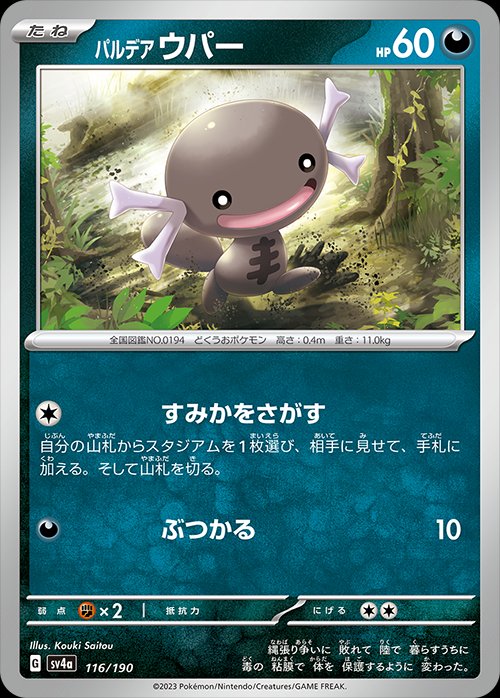 たね
パルデア ウパー
HP 60
全国図鑑NO.0194 どくうおポケモン 高さ:0.4m 重さ:11.0kg
すみかをさがす
自分の山札からスタジアムを1枚選び、相手に見せて、手札に
加える。そして山札を切る。
ぶつかる 10
弱点 ×2 抵抗力 にげる
Illus. Kouki Saitou
縄張り争いに 敗れて 陸で 暮らすうちに
G sv4a 116/190
毒の 粘膜で 体を 保護するように 変わった。
©2023 Pokémon/Nintendo/Creatures/GAME FREAK.